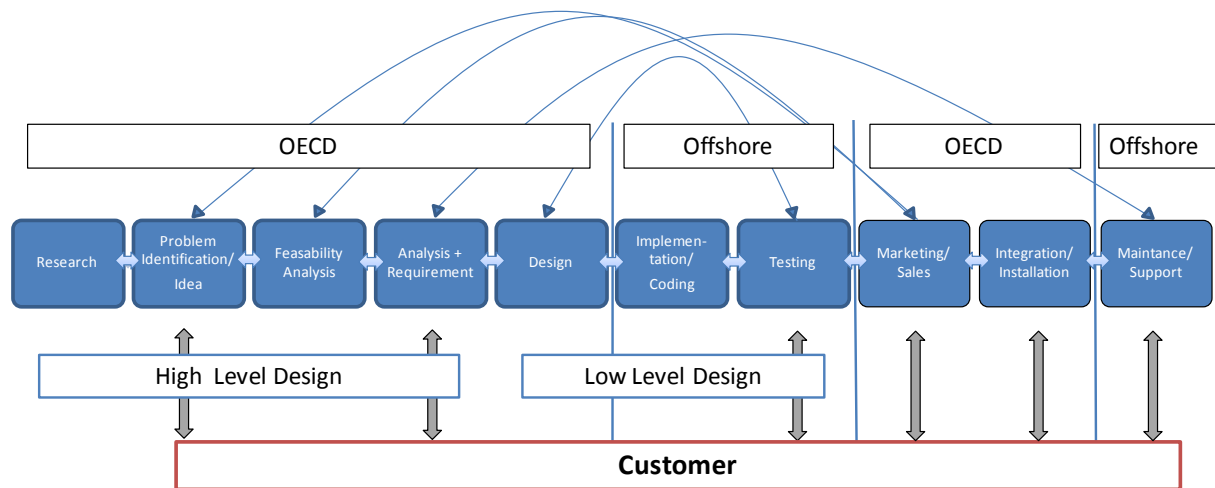 OECD
Offshore
OECD
Offshore
Research
Problem
Identification/
Idea
Feasability
Analysis
Analysis +
Requirement
Design
Implemen-
tation/
Coding
Testing
Marketing/
Sales
Integration/
Installation
Maintance/
Support
High Level Design
Low Level Design
Customer